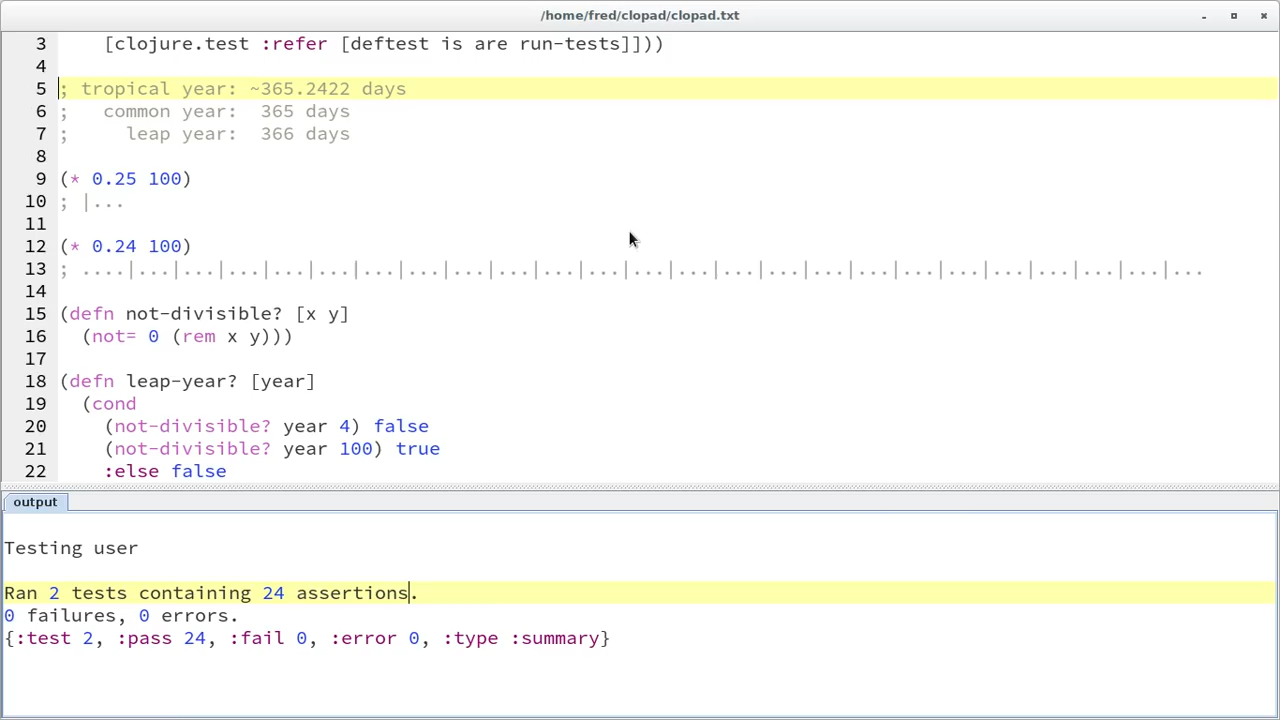 /home/fred/clopad/clopad.txt
3     [clojure.test :refer [deftest is are run-tests]]))
4
5 ; tropical year: ~365.2422 days
6 ;   common year:  365 days
7 ;     leap year:  366 days
8
9 (* 0.25 100)
10 ; |...
11
12 (* 0.24 100)
13 ; ....|...|...|...|...|...|...|...|...|...|...|...|...|...|...|...|...|...|...|...|...|...|...|...|...
14
15 (defn not-divisible? [x y]
16   (not= 0 (rem x y)))
17
18 (defn leap-year? [year]
19   (cond
20     (not-divisible? year 4) false
21     (not-divisible? year 100) true
22     :else false
output
Testing user
Ran 2 tests containing 24 assertions.
0 failures, 0 errors.
{:test 2, :pass 24, :fail 0, :error 0, :type :summary}